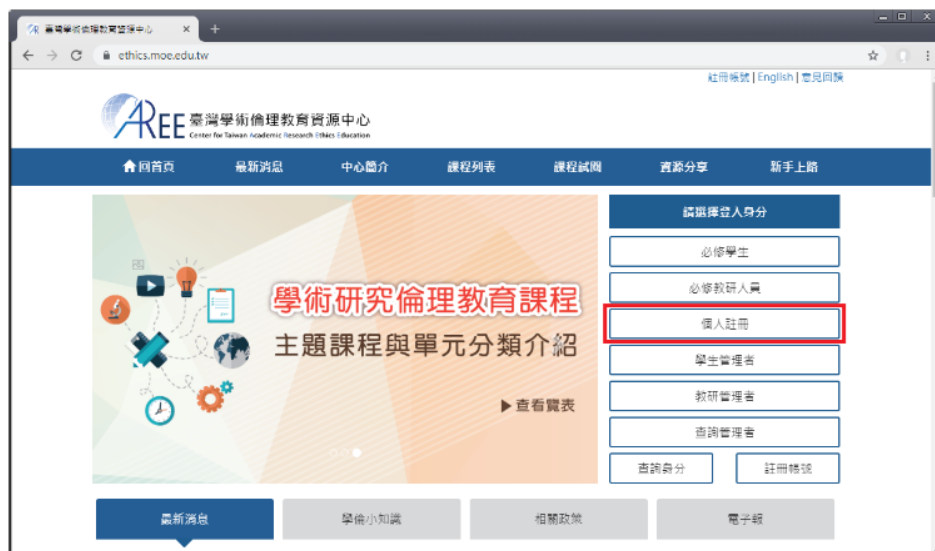 臺灣學術倫理教育資源中心
ethics.moe.edu.tw
註冊帳號 | English | 意見回饋
AREE 臺灣學術倫理教育資源中心
Center for Taiwan Academic Research Ethics Education
回首頁 最新消息 中心簡介 課程列表 課程試閱 資源分享 新手上路
請選擇登入身分
必修學生
必修教研人員
個人註冊
學生管理者
教研管理者
查詢管理者
查詢身分 註冊帳號
學術研究倫理教育課程
主題課程與單元分類介紹
▶查看覽表
最新消息 學倫小知識 相關政策 電子報